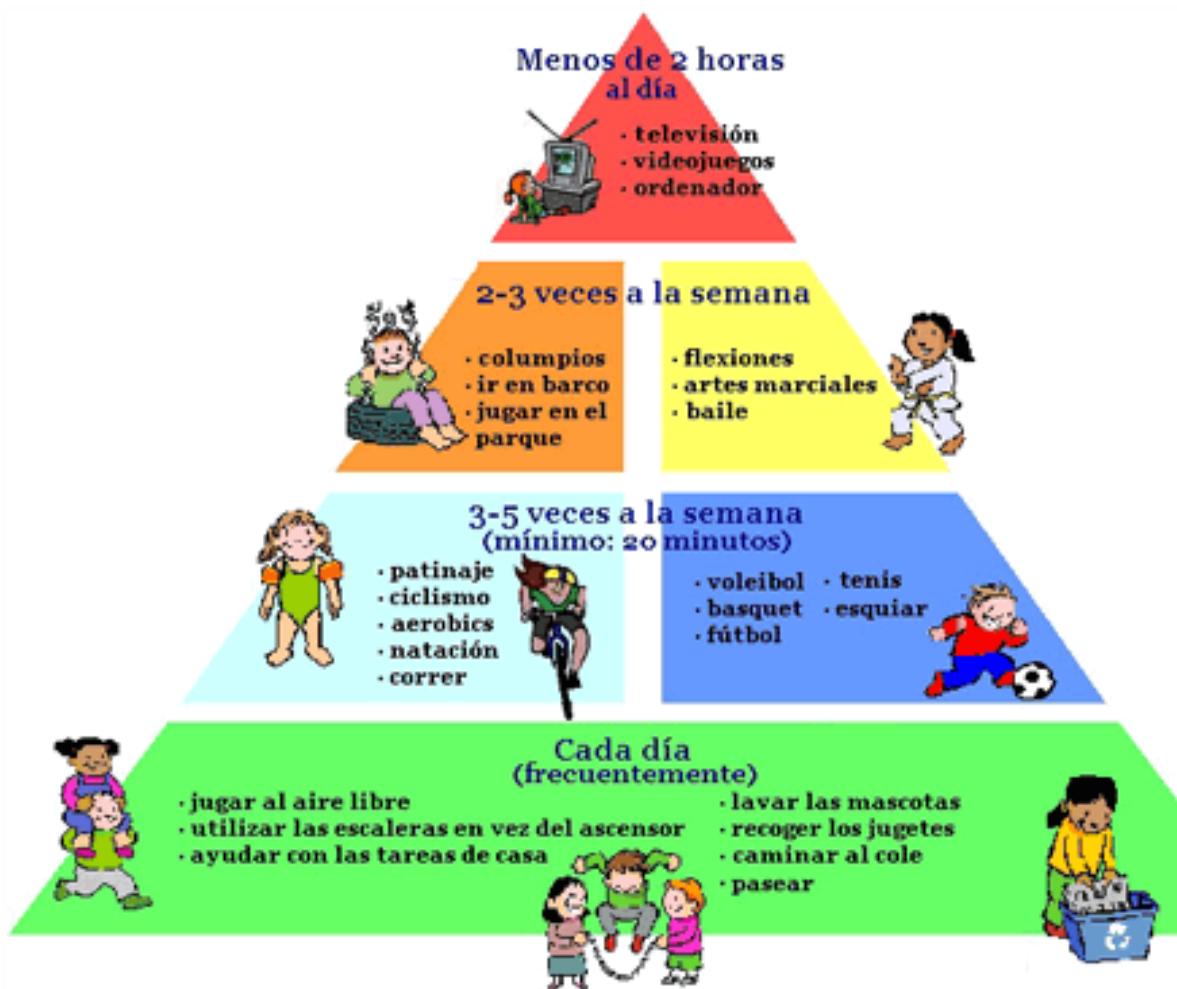 Menos de 2 horas
al día
· televisión
· videojuegos
· ordenador
2-3 veces a la semana
· columpios
· ir en barco
· jugar en el
parque
· flexiones
· artes marciales
· baile
3-5 veces a la semana
(mínimo: 20 minutos)
· patinaje
· ciclismo
· aerobics
· natación
· correr
· voleibol · tenis
· basquet · esquiar
· fútbol
Cada día
(frecuentemente)
· jugar al aire libre
· utilizar las escaleras en vez del ascensor
· ayudar con las tareas de casa
· lavar las mascotas
· recoger los jugetes
· caminar al cole
· pasear